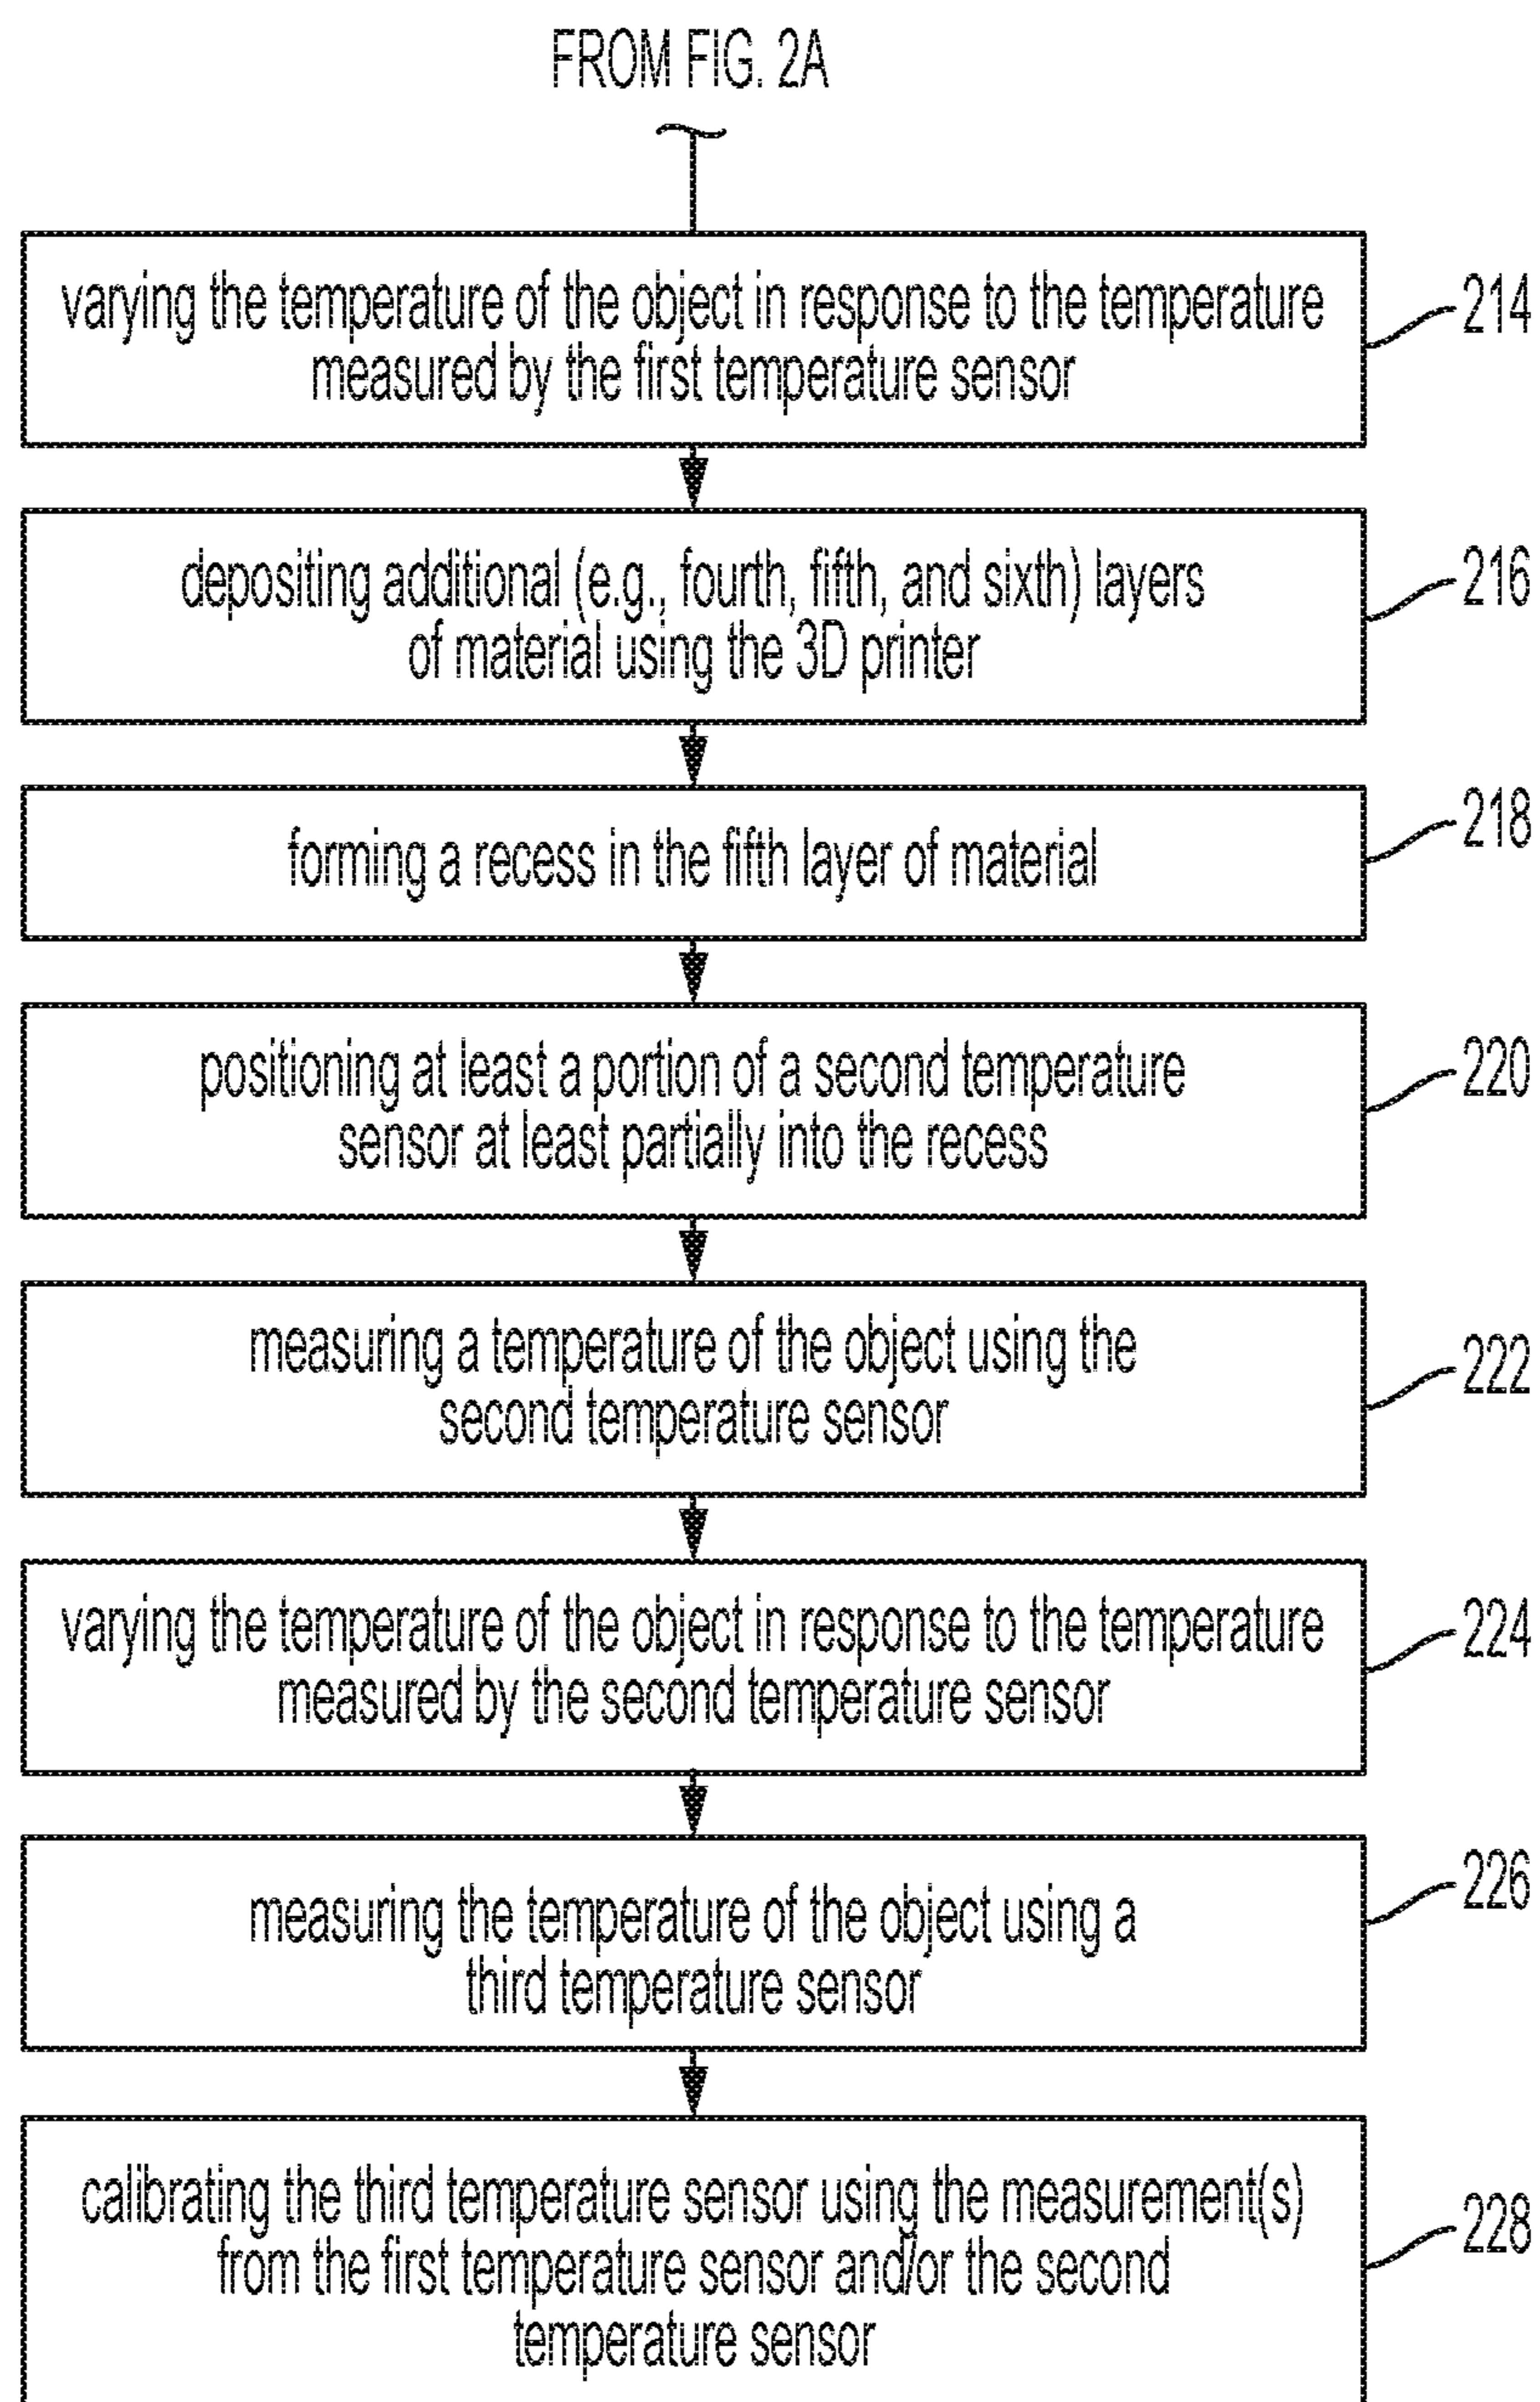 FROM FIG. 2A
varying the temperature of the object in response to the temperature
measured by the first temperature sensor
214
depositing additional (e.g., fourth, fifth, and sixth) layers
of material using the 3D printer
216
forming a recess in the fifth layer of material
218
positioning at least a portion of a second temperature
sensor at least partially into the recess
220
measuring a temperature of the object using the
second temperature sensor
222
varying the temperature of the object in response to the temperature
measured by the second temperature sensor
224
measuring the temperature of the object using a
third temperature sensor
226
calibrating the third temperature sensor using the measurement(s)
from the first temperature sensor and/or the second
temperature sensor
228